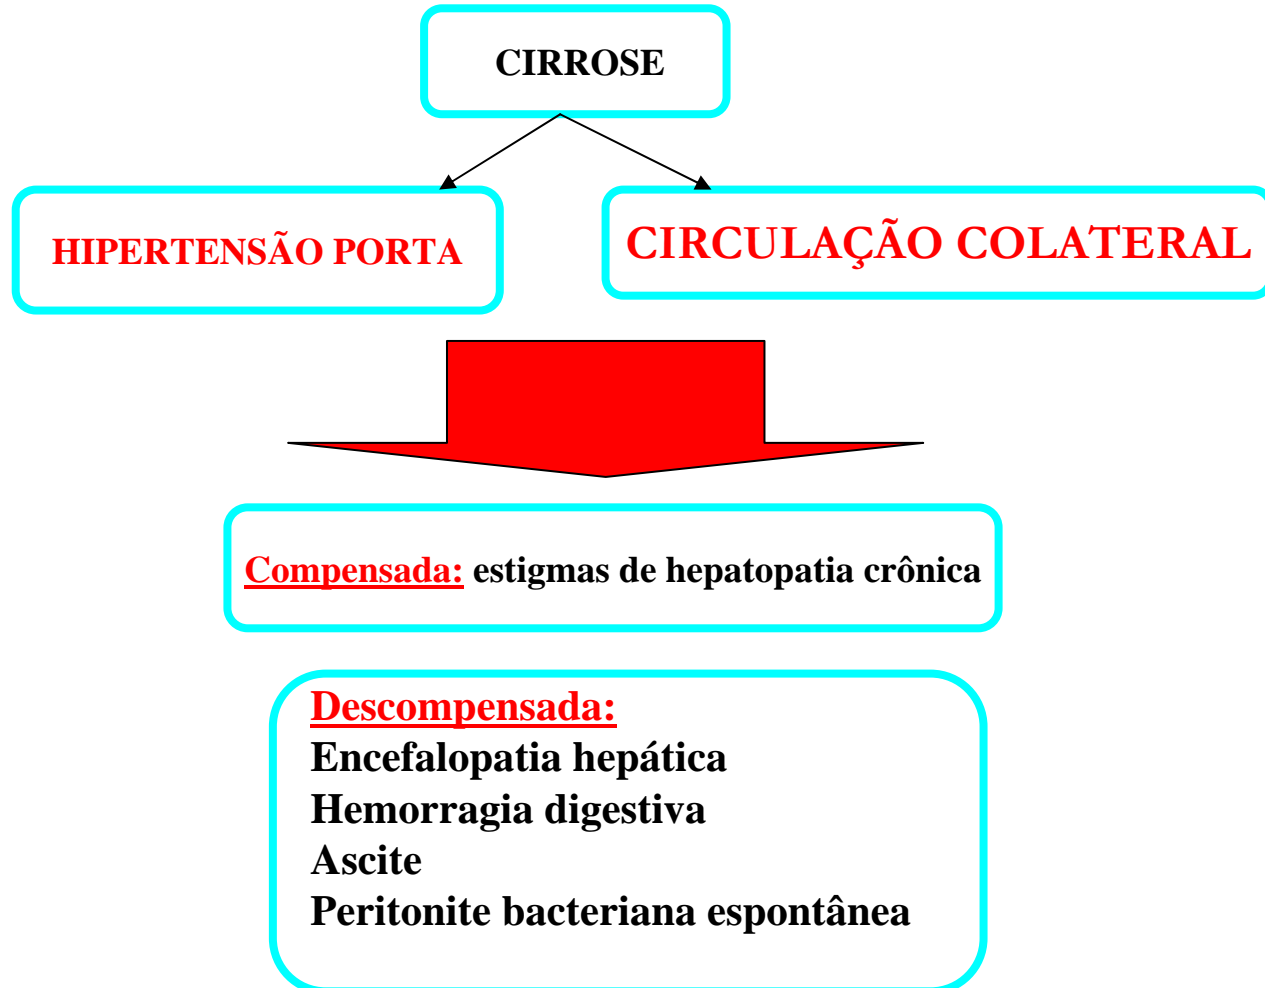 CIRROSE
HIPERTENSÃO PORTA
CIRCULAÇÃO COLATERAL
Compensada: estigmas de hepatopatia crônica
Descompensada:
Encefalopatia hepática
Hemorragia digestiva
Ascite
Peritonite bacteriana espontânea